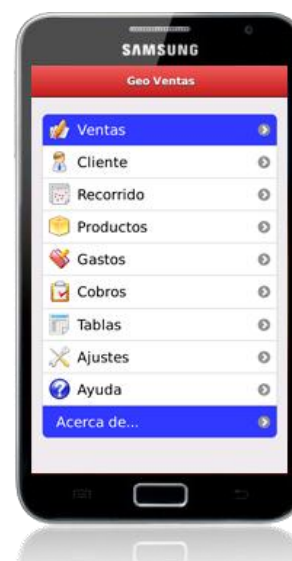 SAMSUNG
Geo Ventas
Ventas
Cliente
Recorrido
Productos
Gastos
Cobros
Tablas
Ajustes
Ayuda
Acerca de...